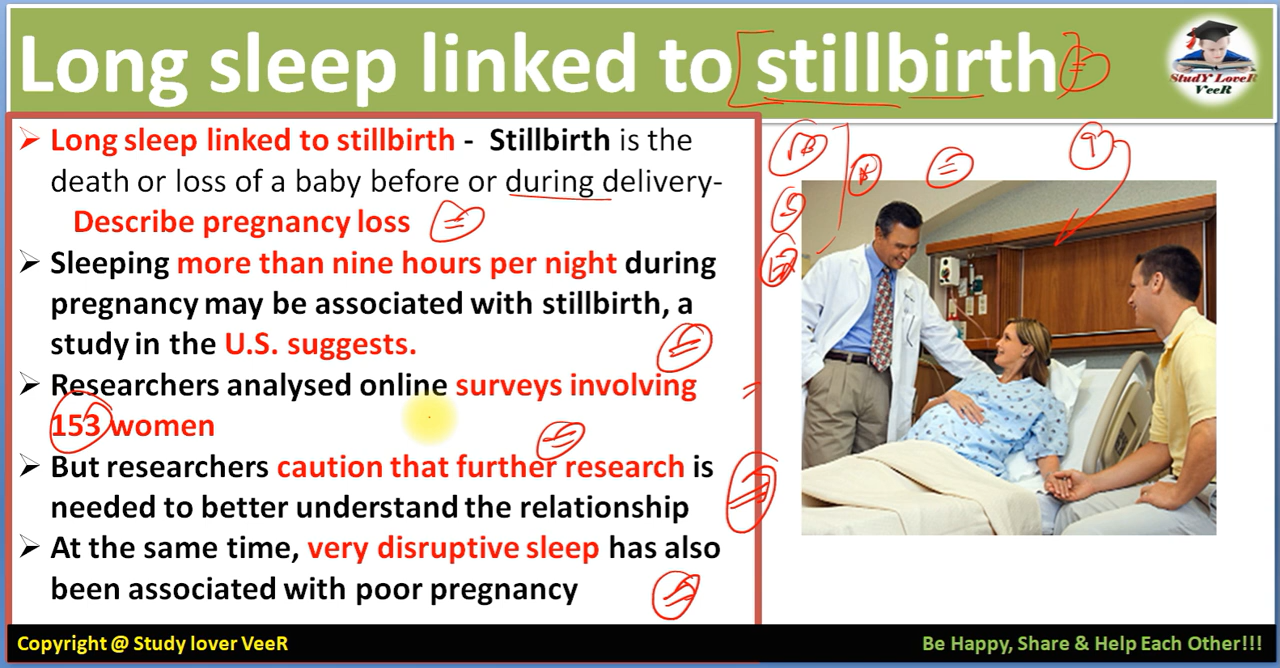 Long sleep linked to stillbirth
StudY LoveR
VeeR
➢ Long sleep linked to stillbirth - Stillbirth is the
death or loss of a baby before or during delivery-
Describe pregnancy loss
➢ Sleeping more than nine hours per night during
pregnancy may be associated with stillbirth, a
study in the U.S. suggests.
➢ Researchers analysed online surveys involving
153 women
➢ But researchers caution that further research is
needed to better understand the relationship
➢ At the same time, very disruptive sleep has also
been associated with poor pregnancy
9
Copyright @ Study lover VeeR
Be Happy, Share & Help Each Other!!!